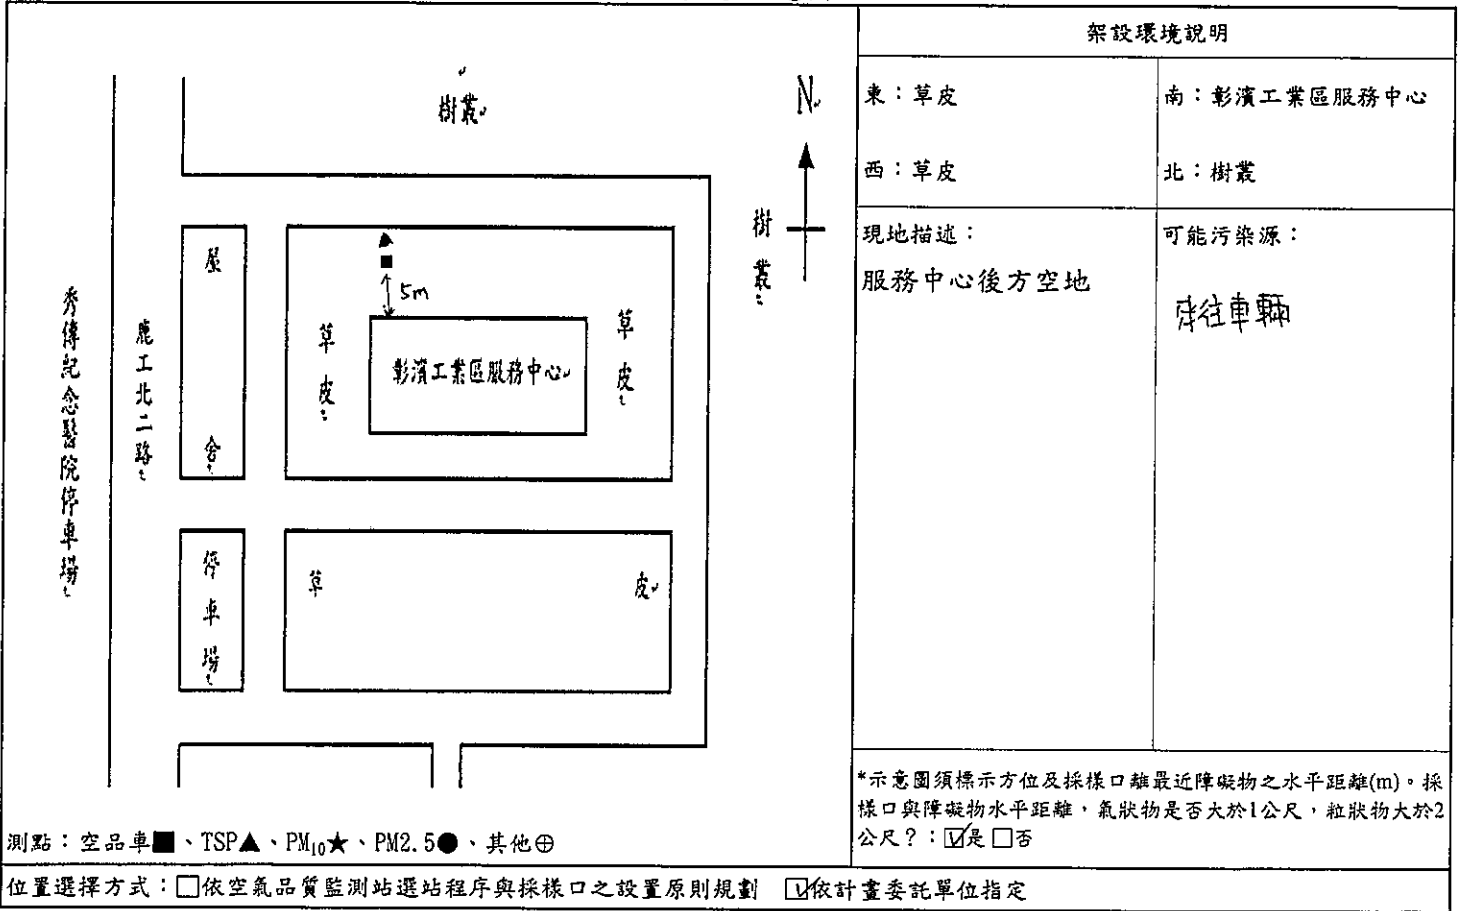 樹叢
N
樹叢
屋舍
5m
草皮
草皮
彰濱工業區服務中心
秀傳紀念醫院停車場
鹿工北二路
停車場
草皮
測點：空品車■、TSP▲、PM₁₀★、PM2.5●、其他⊕
架設環境說明
東：草皮
南：彰濱工業區服務中心
西：草皮
北：樹叢
現地描述：
服務中心後方空地
可能污染源：
來往車輛
*示意圖須標示方位及採樣口離最近障礙物之水平距離(m)。採
樣口與障礙物水平距離，氣狀物是否大於1公尺，粒狀物大於2
公尺？：☑是 □否
位置選擇方式：□依空氣品質監測站選站程序與採樣口之設置原則規劃 ☑依計畫委託單位指定